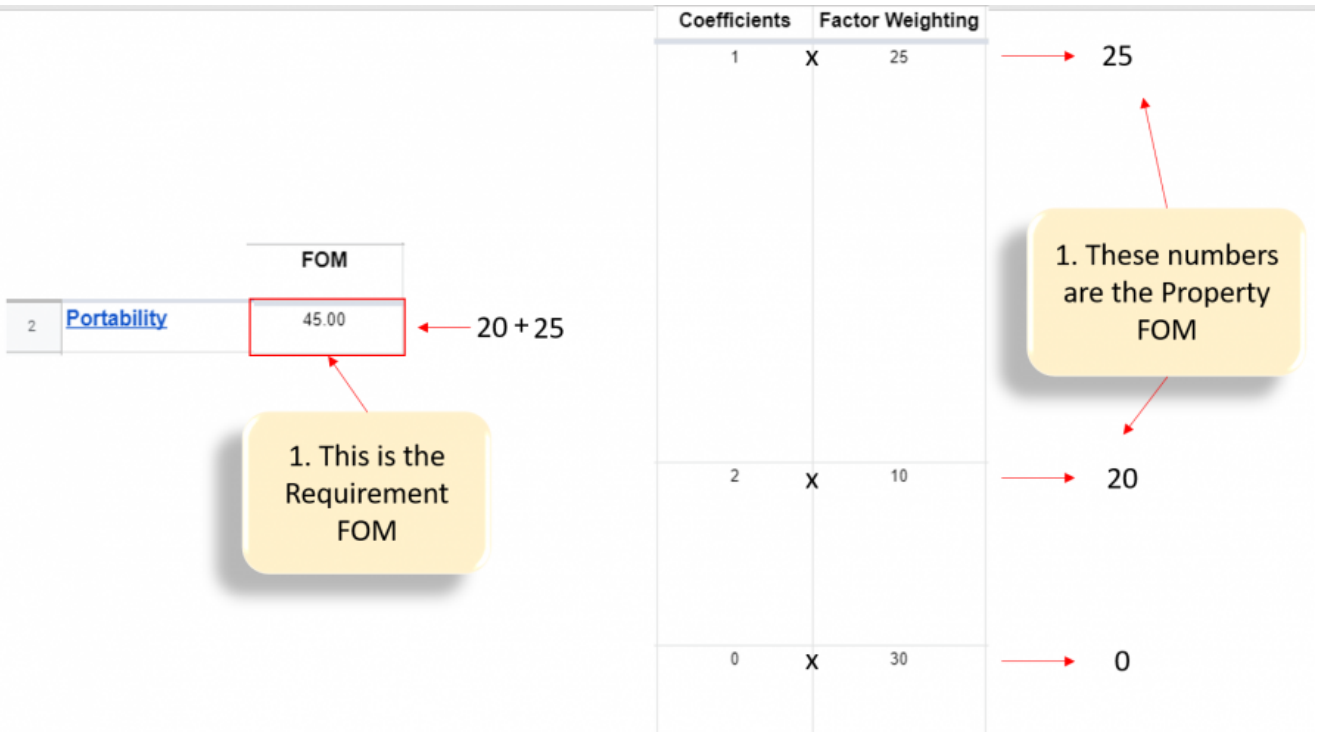 Coefficients Factor Weighting
1 X 25 25
1. These numbers
are the Property
FOM
FOM
2 Portability 45.00 20 + 25
1. This is the
Requirement
FOM
2 X 10 20
0 X 30 0